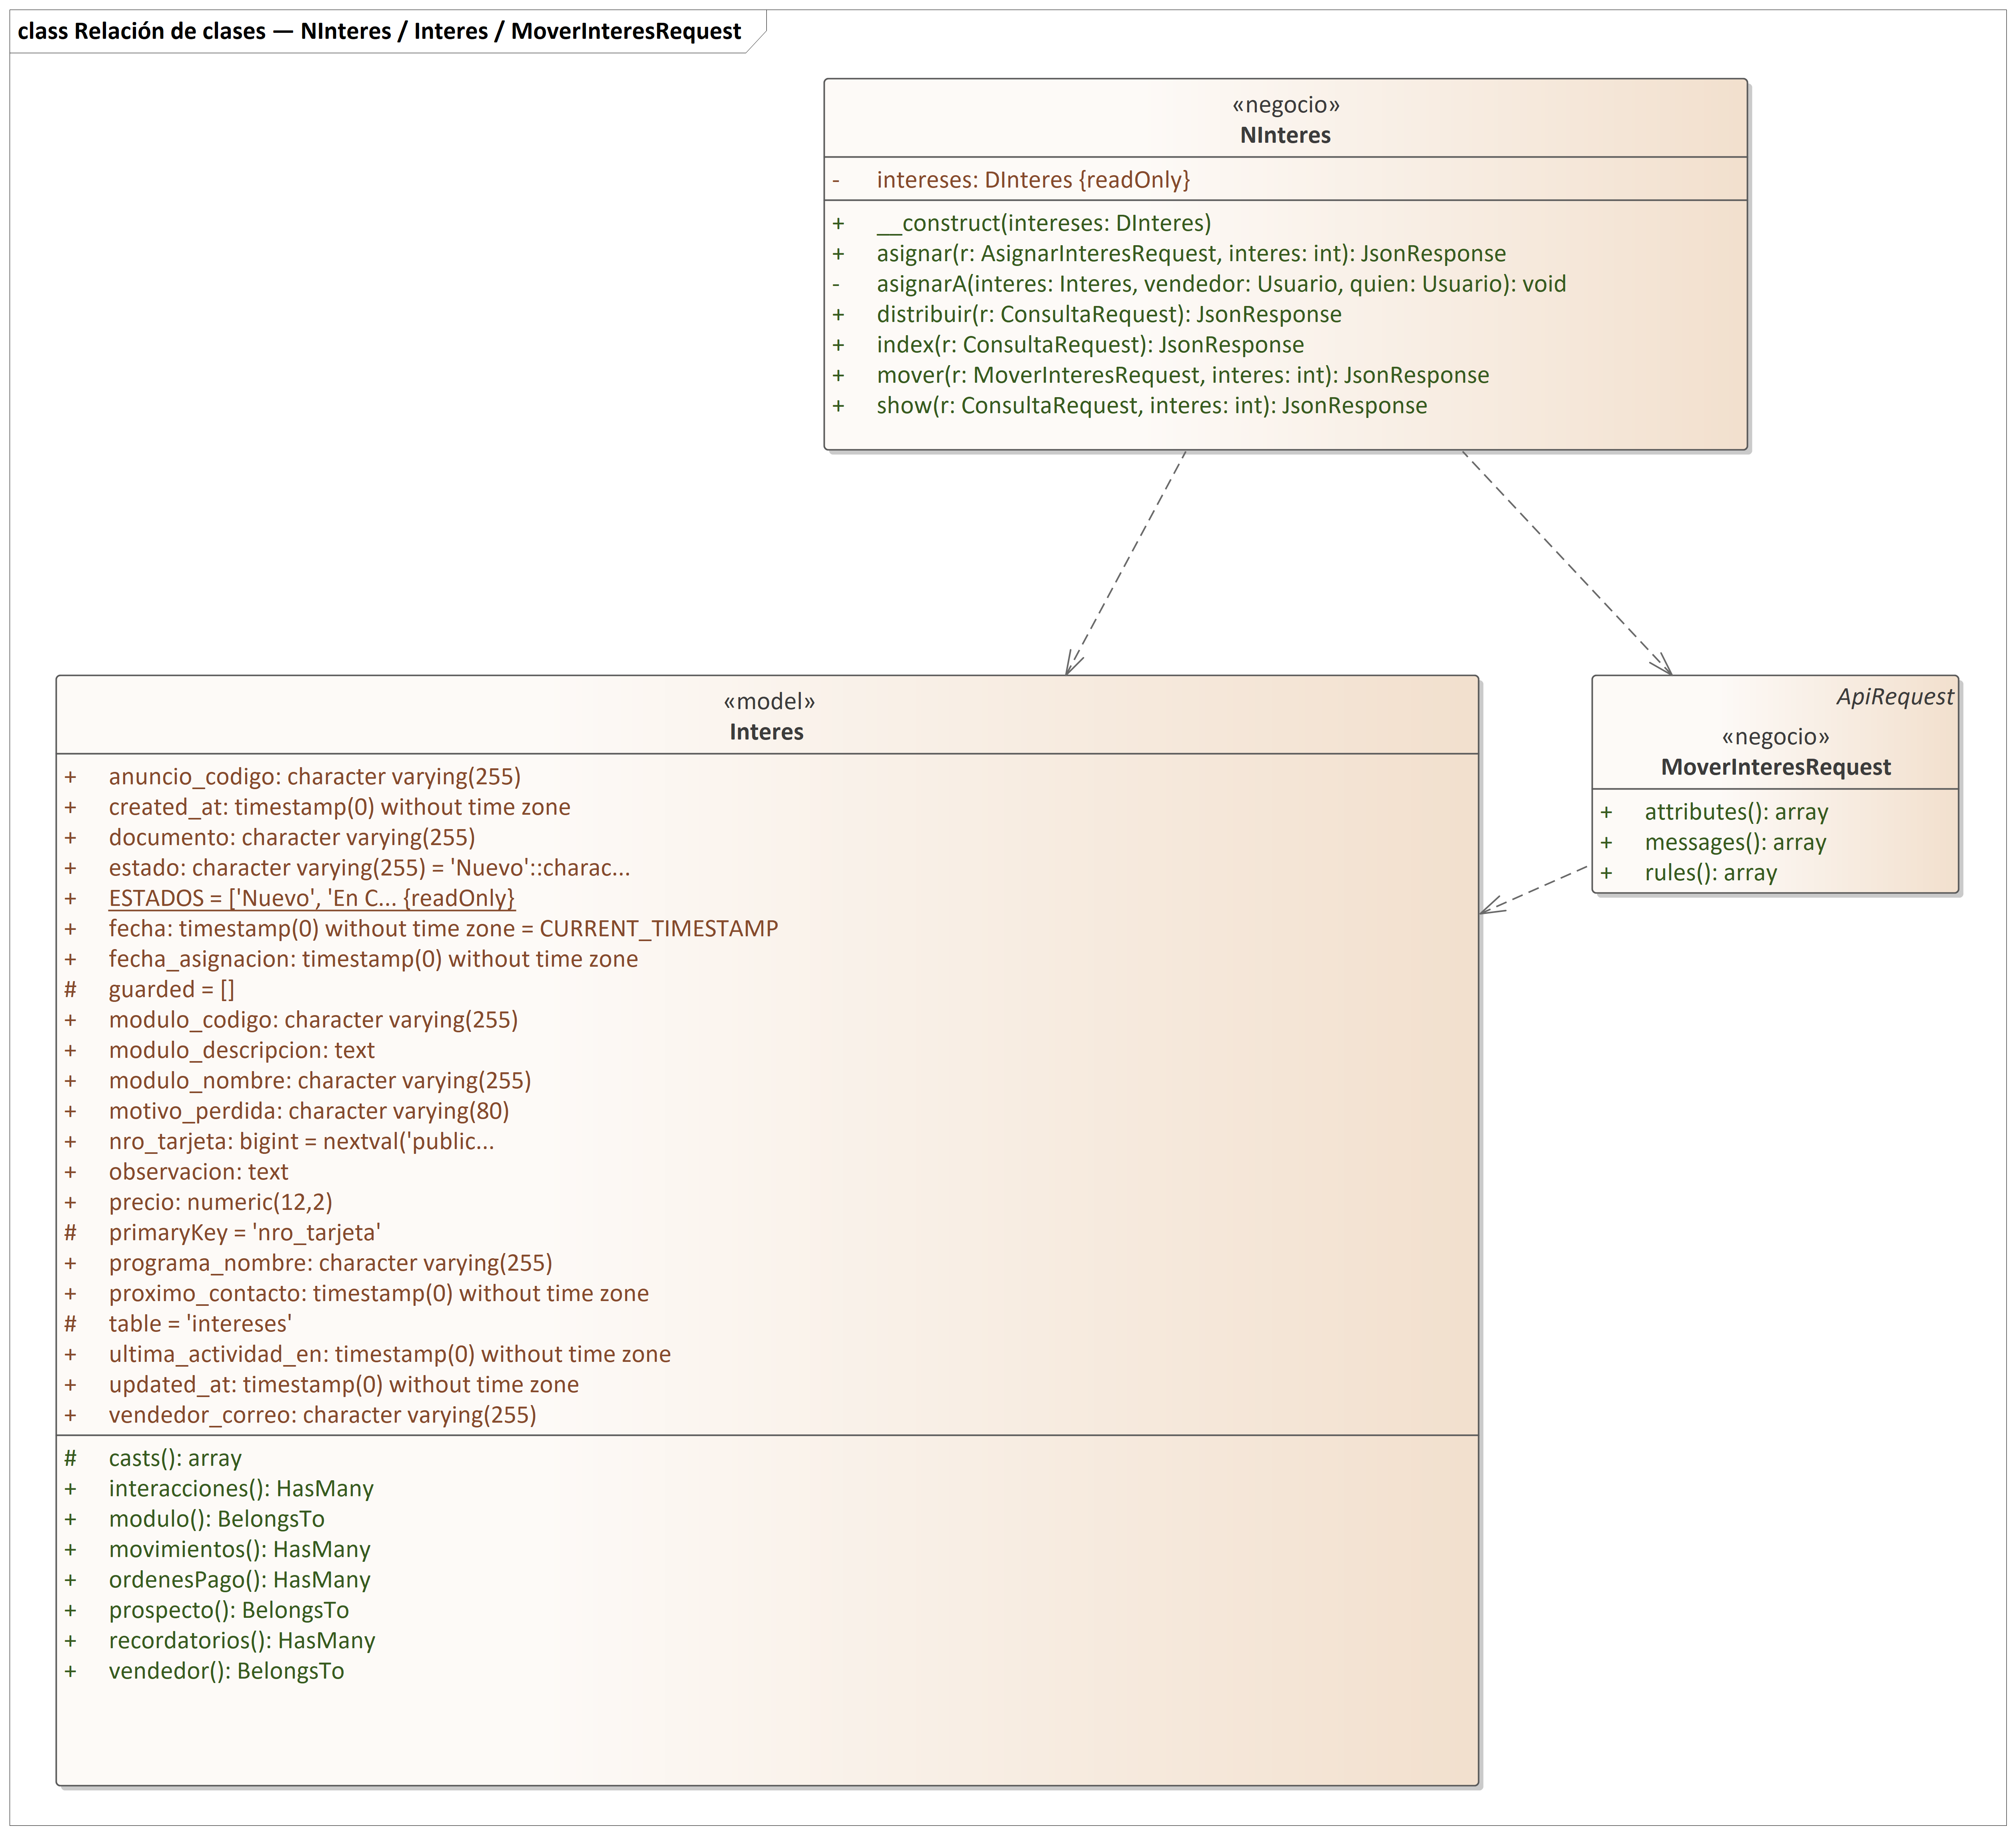 class Relación de clases — NInteres / Interes / MoverInteresRequest
«negocio»
NInteres
- intereses: DInteres {readOnly}
+ __construct(intereses: DInteres)
+ asignar(r: AsignarInteresRequest, interes: int): JsonResponse
- asignarA(interes: Interes, vendedor: Usuario, quien: Usuario): void
+ distribuir(r: ConsultaRequest): JsonResponse
+ index(r: ConsultaRequest): JsonResponse
+ mover(r: MoverInteresRequest, interes: int): JsonResponse
+ show(r: ConsultaRequest, interes: int): JsonResponse
«model»
Interes
+ anuncio_codigo: character varying(255)
+ created_at: timestamp(0) without time zone
+ documento: character varying(255)
+ estado: character varying(255) = 'Nuevo'::charac...
+ ESTADOS = ['Nuevo', 'En C... {readOnly}
+ fecha: timestamp(0) without time zone = CURRENT_TIMESTAMP
+ fecha_asignacion: timestamp(0) without time zone
# guarded = []
+ modulo_codigo: character varying(255)
+ modulo_descripcion: text
+ modulo_nombre: character varying(255)
+ motivo_perdida: character varying(80)
+ nro_tarjeta: bigint = nextval('public...
+ observacion: text
+ precio: numeric(12,2)
# primaryKey = 'nro_tarjeta'
+ programa_nombre: character varying(255)
+ proximo_contacto: timestamp(0) without time zone
# table = 'intereses'
+ ultima_actividad_en: timestamp(0) without time zone
+ updated_at: timestamp(0) without time zone
+ vendedor_correo: character varying(255)
# casts(): array
+ interacciones(): HasMany
+ modulo(): BelongsTo
+ movimientos(): HasMany
+ ordenesPago(): HasMany
+ prospecto(): BelongsTo
+ recordatorios(): HasMany
+ vendedor(): BelongsTo
ApiRequest
«negocio»
MoverInteresRequest
+ attributes(): array
+ messages(): array
+ rules(): array